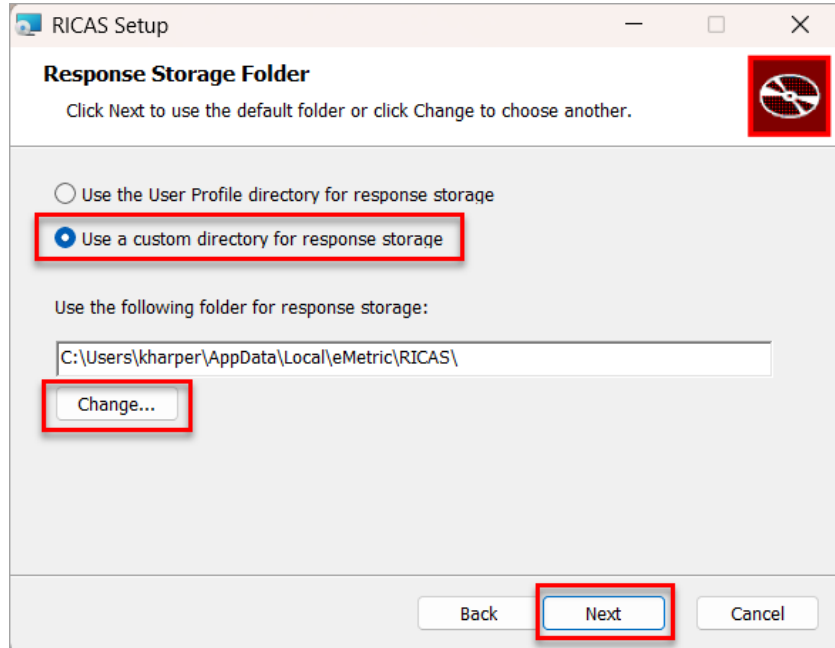 RICAS Setup
Response Storage Folder
Click Next to use the default folder or click Change to choose another.
Use the User Profile directory for response storage
Use a custom directory for response storage
Use the following folder for response storage:
C:\Users\kharper\AppData\Local\eMetric\RICAS\
Change...
Back Next Cancel